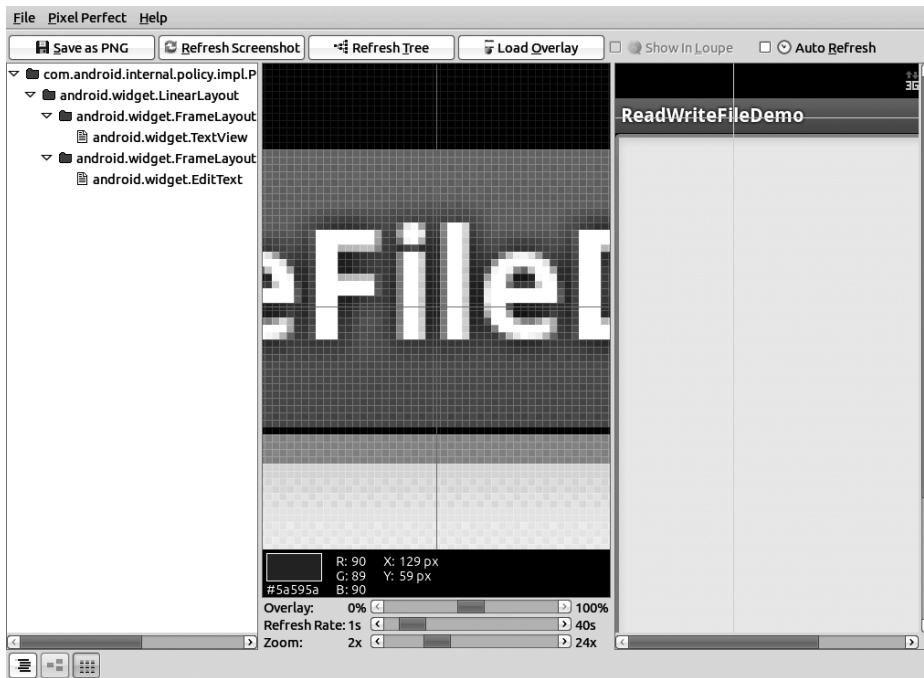 File Pixel Perfect Help
Save as PNG Refresh Screenshot Refresh Tree Load Overlay Show In Loupe Auto Refresh
com.android.internal.policy.impl.P
android.widget.LinearLayout
android.widget.FrameLayout
android.widget.TextView
android.widget.FrameLayout
android.widget.EditText
eFileD
#5a595a
R: 90 X: 129 px
G: 89 Y: 59 px
B: 90
Overlay: 0% 100%
Refresh Rate: 1s 40s
Zoom: 2x 24x
3G
ReadWriteFileDemo